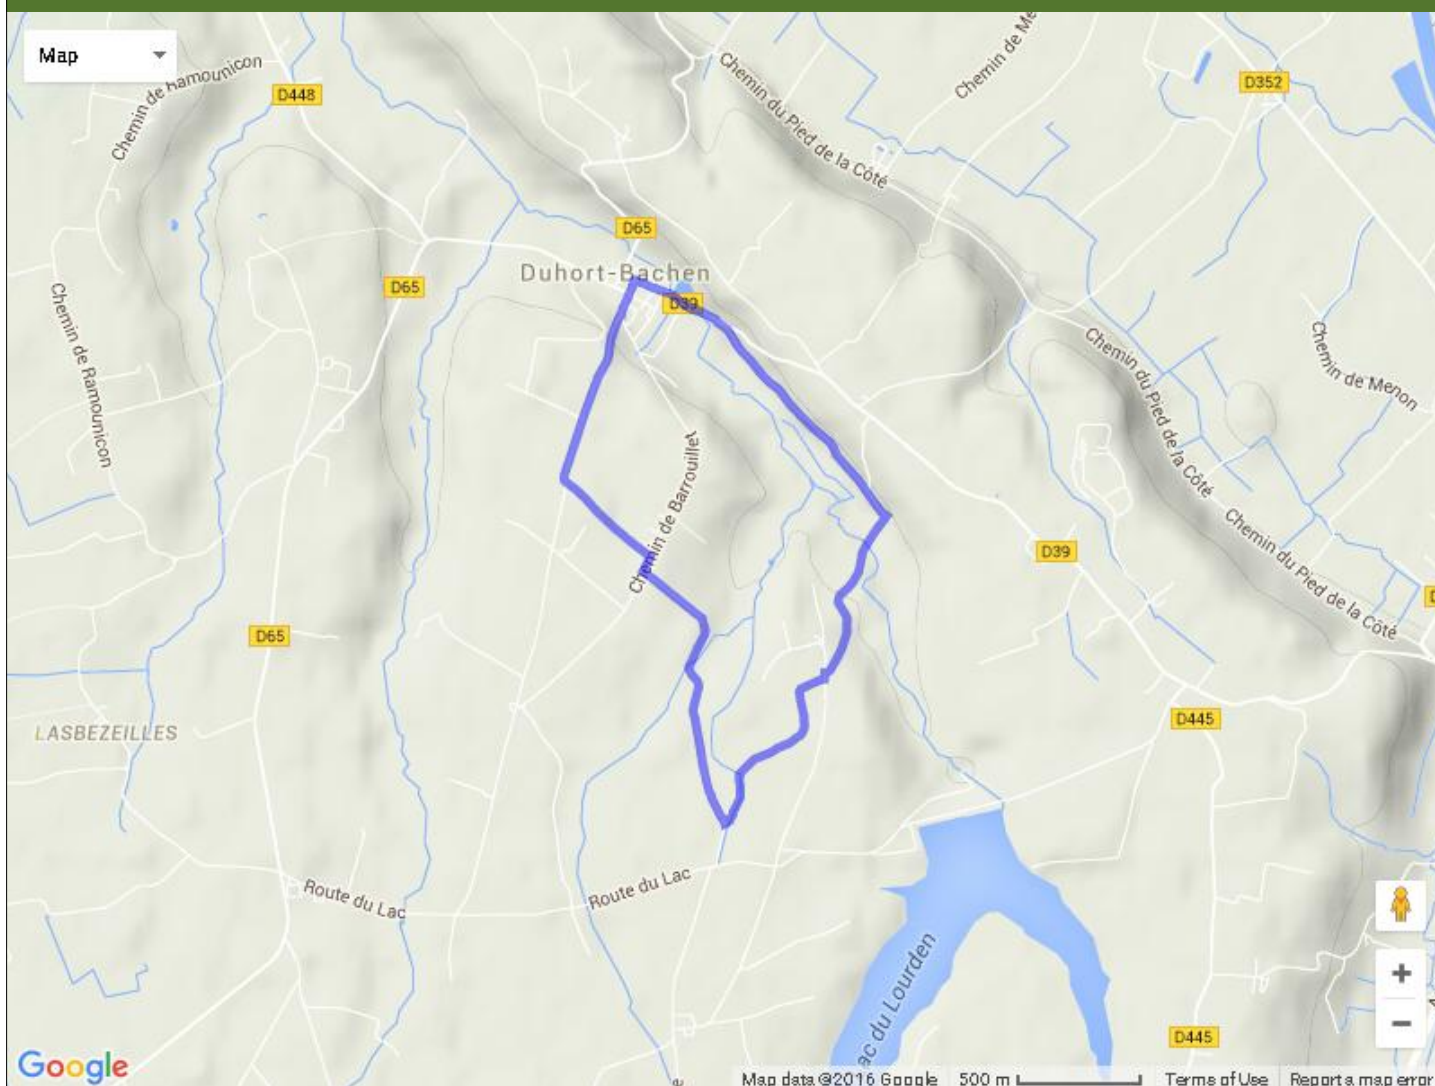 Map
Chemin de Ramounicon
D448
Chemin du Pied de la Côté
Chemin de Me
D352
D65
Duhort-Bachen
D65
D39
Chemin de Ramounicon
Chemin du Pied de la Côté
Chemin de Menon
Chemin de Barrouillet
Chemin du Pied de la Côté
D39
D65
LASBEZEILLES
D445
Route du Lac
Route du Lac
ac du Lourden
D445
Google
Map data ©2016 Google 500 m Terms of Use Report a map error